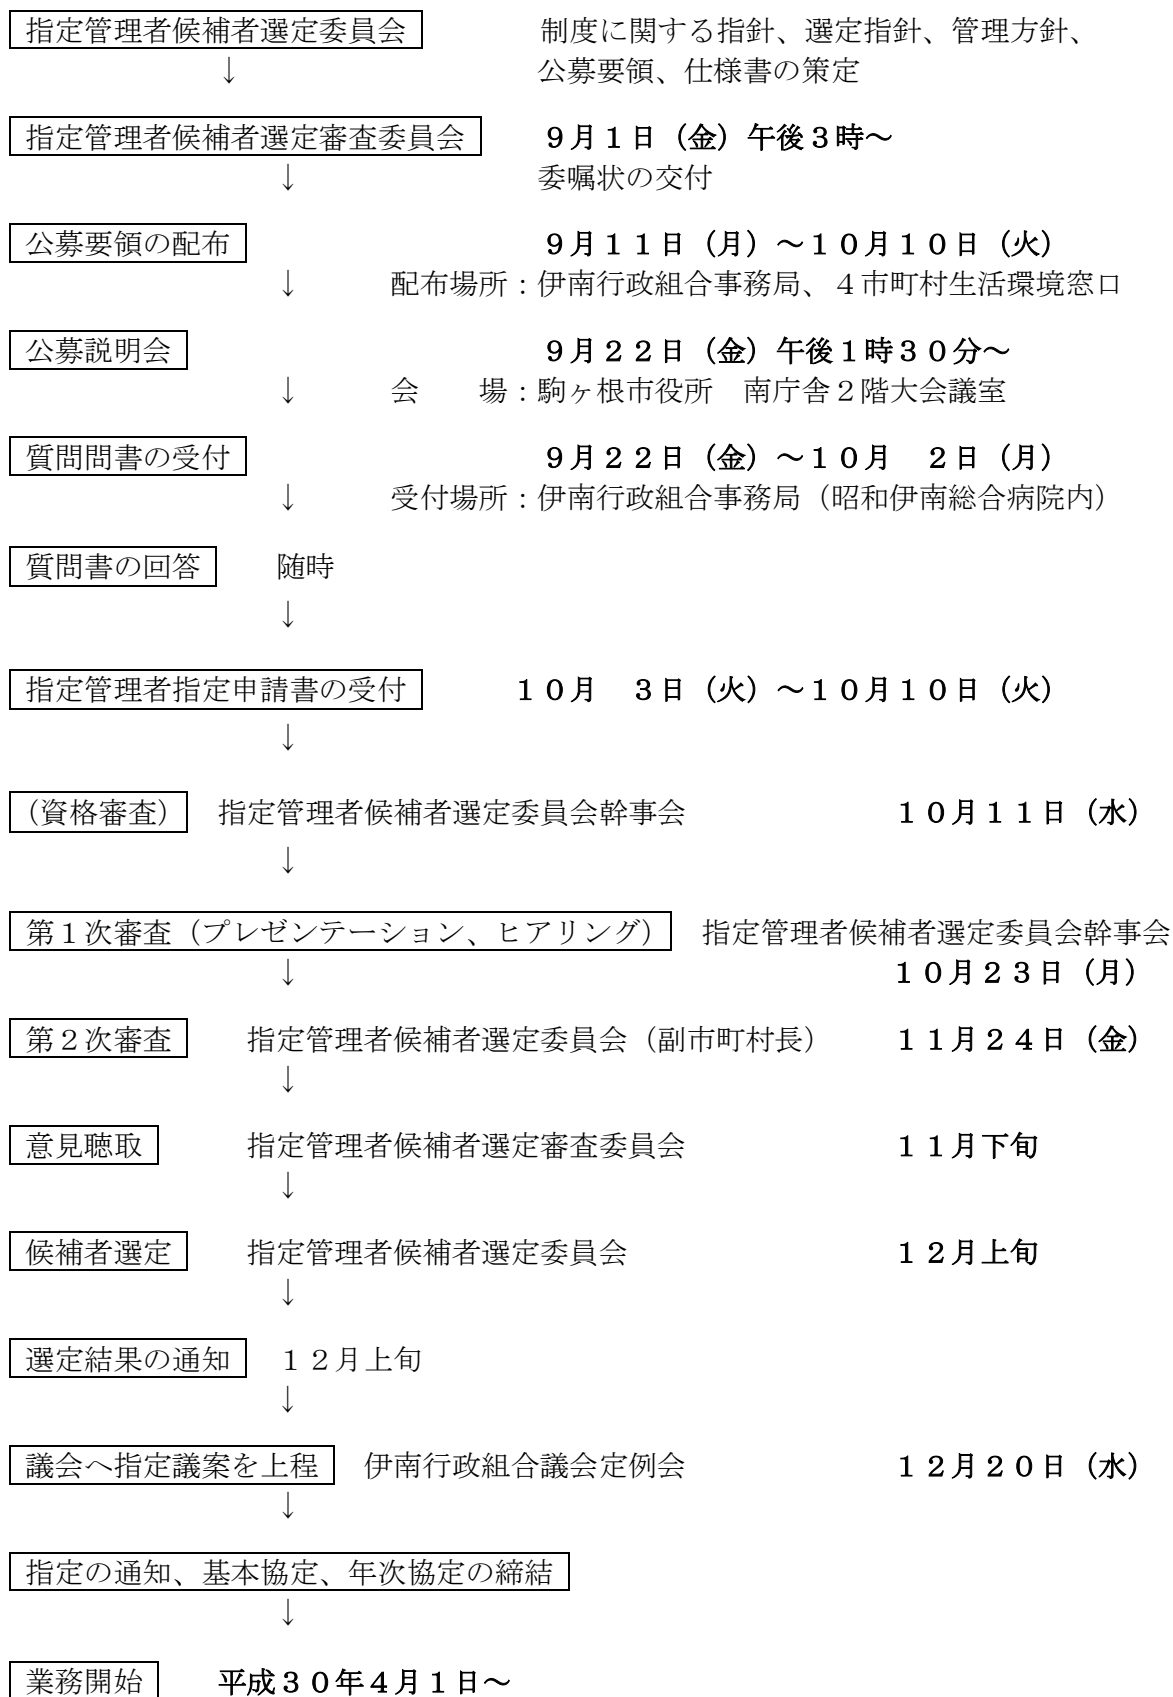 指定管理者候補者選定委員会　制度に関する指針、選定指針、管理方針、
↓　公募要領、仕様書の策定
指定管理者候補者選定審査委員会　９月１日（金）午後３時～
↓　委嘱状の交付
公募要領の配布　９月１１日（月）～１０月１０日（火）
↓　配布場所：伊南行政組合事務局、４市町村生活環境窓口
公募説明会　９月２２日（金）午後１時３０分～
↓　会　　場：駒ヶ根市役所　南庁舎２階大会議室
質問問書の受付　９月２２日（金）～１０月　２日（月）
↓　受付場所：伊南行政組合事務局（昭和伊南総合病院内）
質問書の回答　随時
↓
指定管理者指定申請書の受付　１０月　３日（火）～１０月１０日（火）
↓
（資格審査）　指定管理者候補者選定委員会幹事会　１０月１１日（水）
↓
第１次審査（プレゼンテーション、ヒアリング）　指定管理者候補者選定委員会幹事会
↓　１０月２３日（月）
第２次審査　指定管理者候補者選定委員会（副市町村長）　１１月２４日（金）
↓
意見聴取　指定管理者候補者選定審査委員会　１１月下旬
↓
候補者選定　指定管理者候補者選定委員会　１２月上旬
↓
選定結果の通知　１２月上旬
↓
議会へ指定議案を上程　伊南行政組合議会定例会　１２月２０日（水）
↓
指定の通知、基本協定、年次協定の締結
↓
業務開始　平成３０年４月１日～